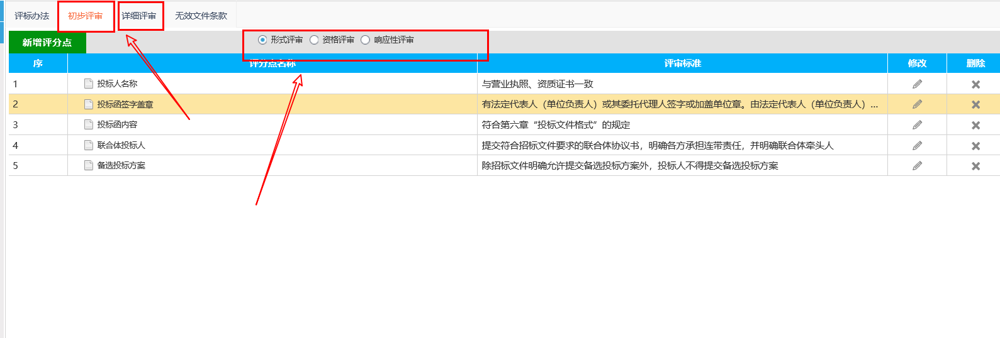 评标办法 初步评审 详细评审 无效文件条款
新增评分点 形式评审 资格评审 响应性评审
序 评分点名称 评审标准 修改 删除
1 投标人名称 与营业执照、资质证书一致
2 投标函签字盖章 有法定代表人（单位负责人）或其委托代理人签字或加盖单位章。由法定代表人（单位负责人）...
3 投标函内容 符合第六章“投标文件格式”的规定
4 联合体投标人 提交符合招标文件要求的联合体协议书，明确各方承担连带责任，并明确联合体牵头人
5 备选投标方案 除招标文件明确允许提交备选投标方案外，投标人不得提交备选投标方案